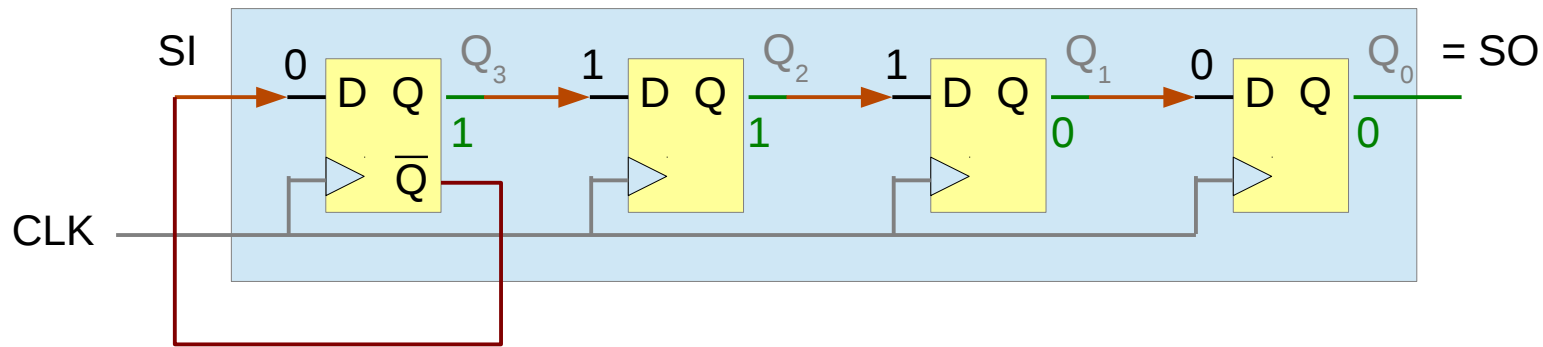 SI 0 Q₃ 1 Q₂ 1 Q₁ 0 Q₀ = SO
D Q D Q D Q D Q
1 1 0 0
Q̅
CLK